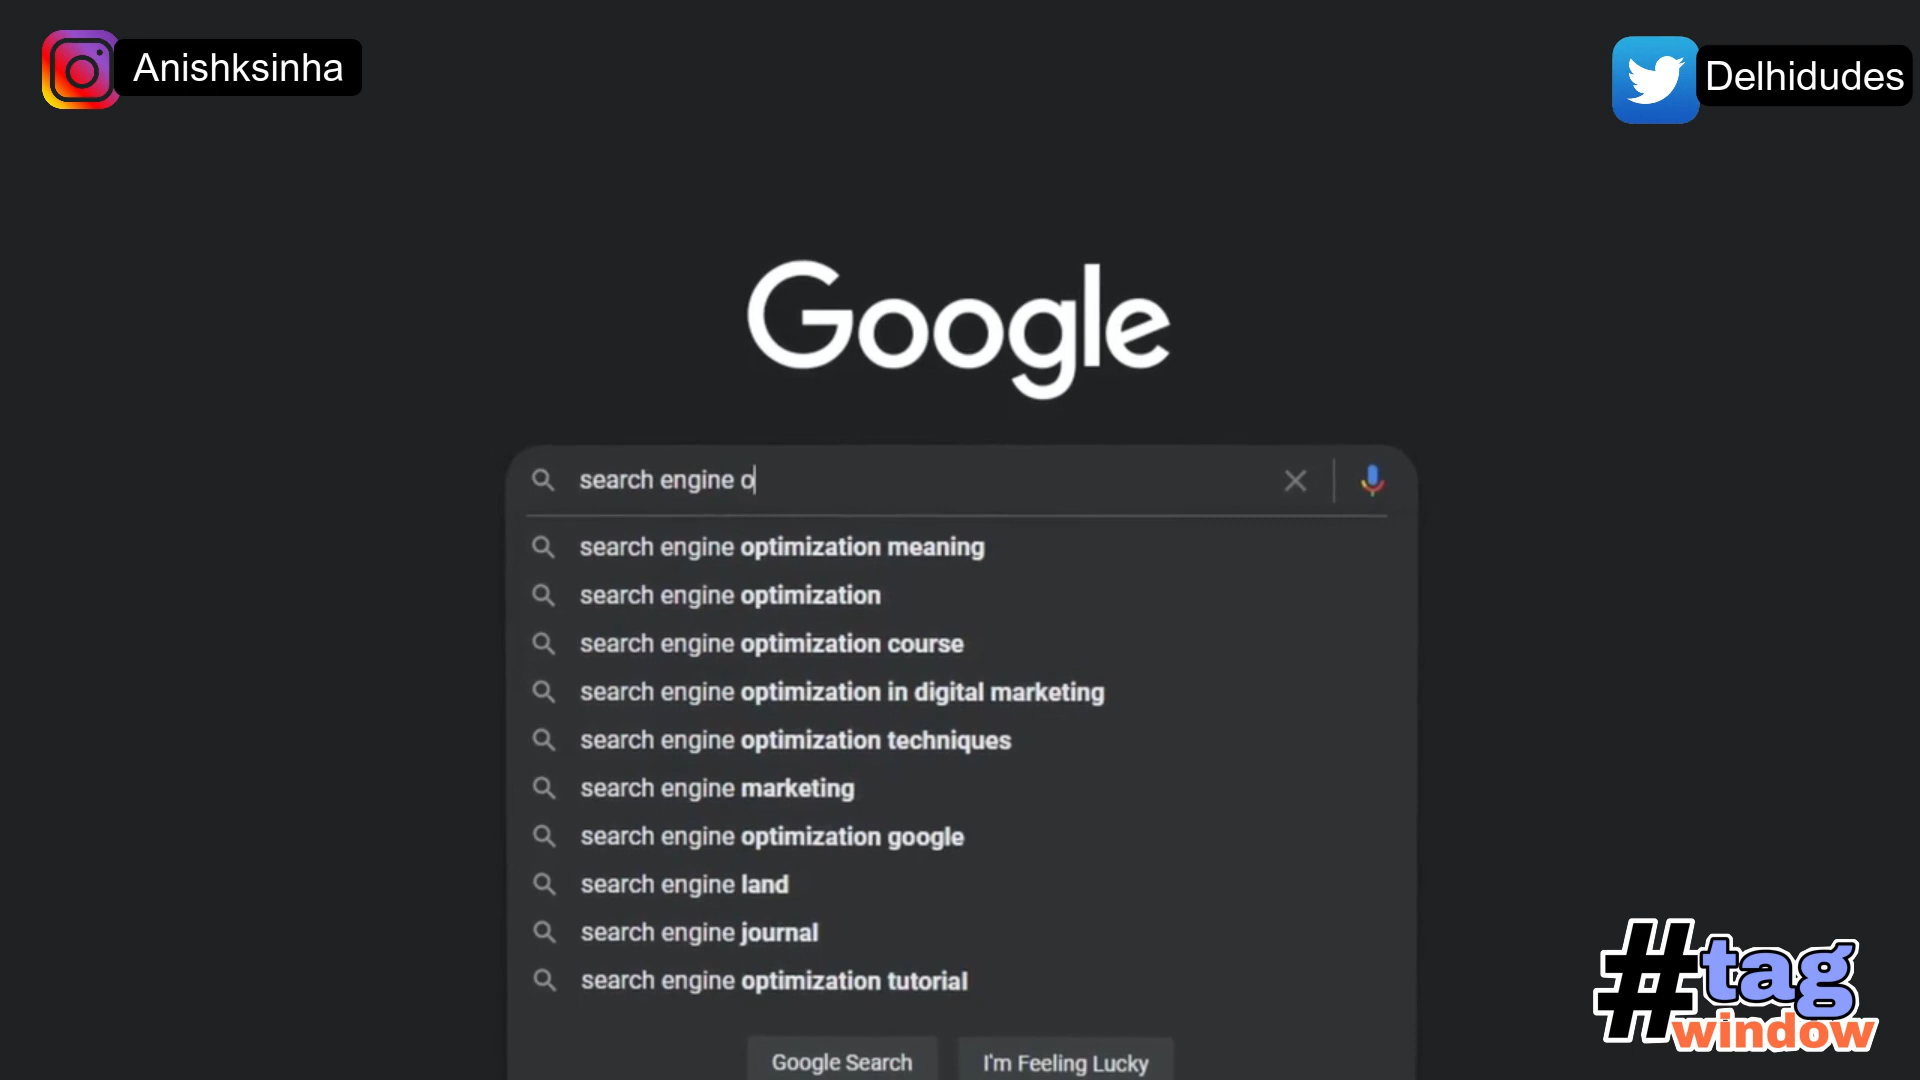 Anishksinha
Delhidudes
Google
search engine o
search engine optimization meaning
search engine optimization
search engine optimization course
search engine optimization in digital marketing
search engine optimization techniques
search engine marketing
search engine optimization google
search engine land
search engine journal
search engine optimization tutorial
Google Search
I'm Feeling Lucky
#tag
window